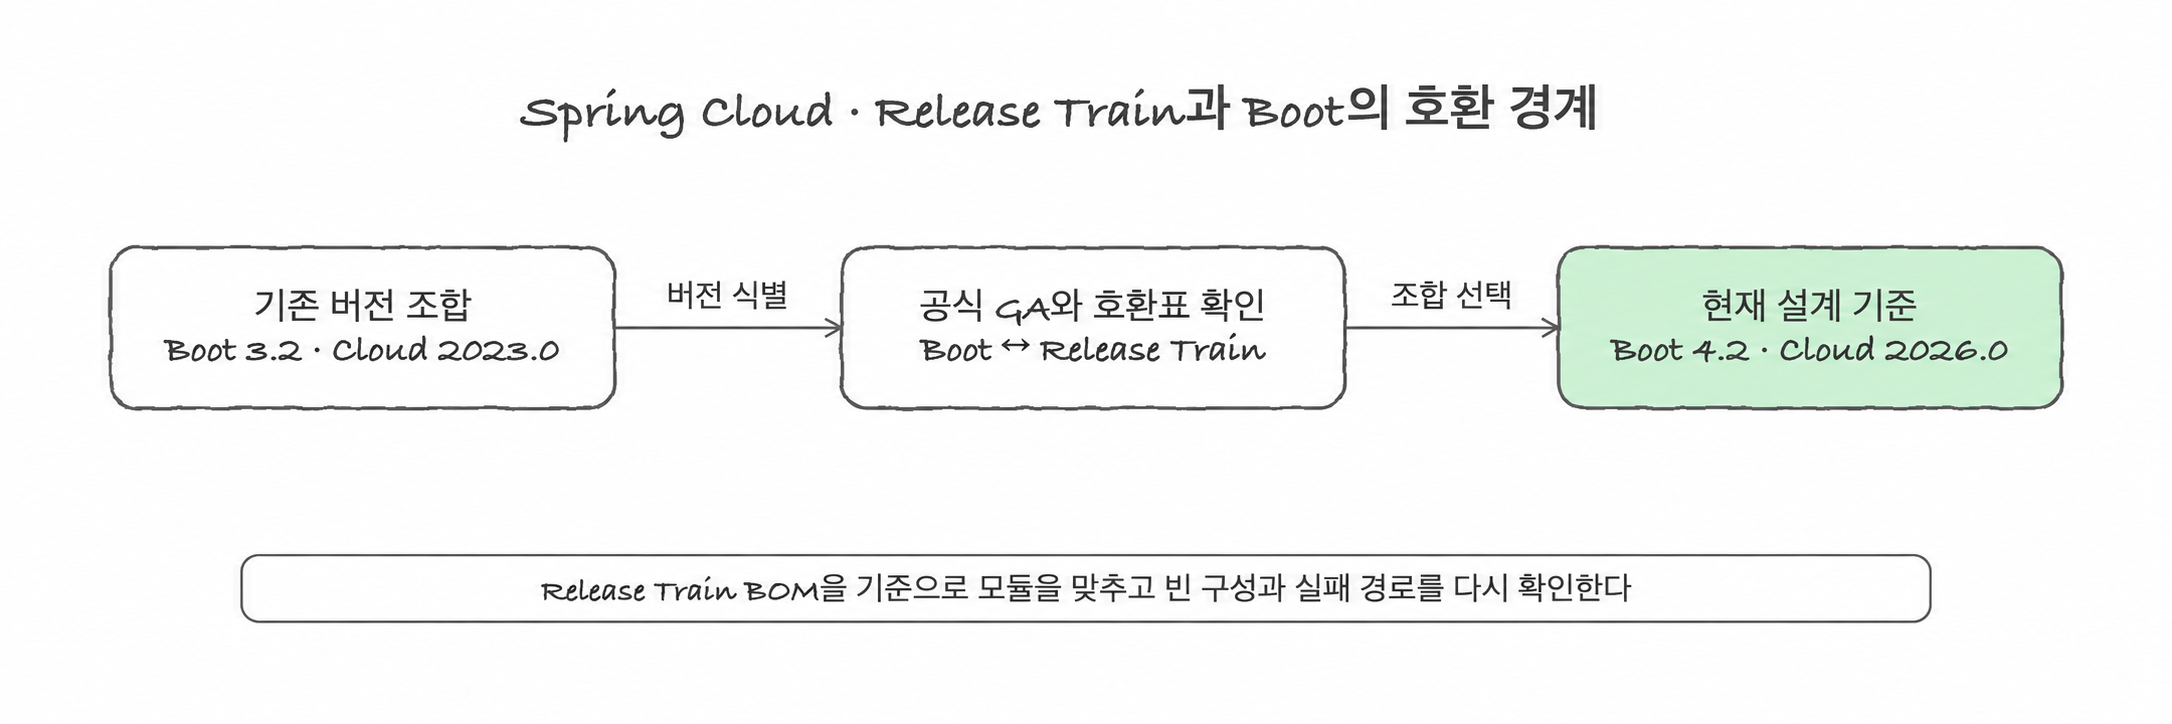 Spring Cloud · Release Train과 Boot의 호환 경계
기존 버전 조합
Boot 3.2 · Cloud 2023.0
버전 식별
공식 GA와 호환표 확인
Boot ↔ Release Train
조합 선택
현재 설계 기준
Boot 4.2 · Cloud 2026.0
Release Train BOM을 기준으로 모듈을 맞추고 빈 구성과 실패 경로를 다시 확인한다